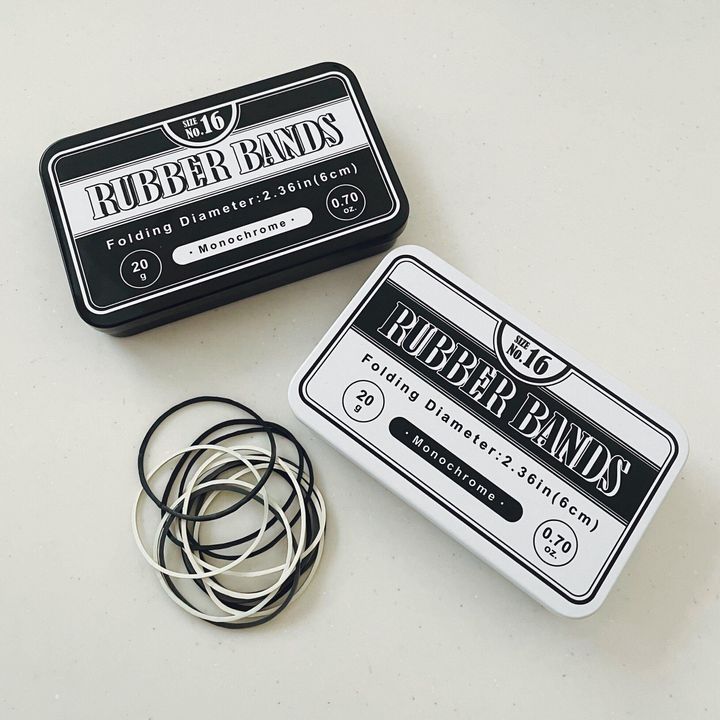 SIZE
No.16
RUBBER BANDS
Folding Diameter:2.36in(6cm)
20
g
· Monochrome ·
0.70
oz.
SIZE
No.16
RUBBER BANDS
Folding Diameter:2.36in(6cm)
20
g
· Monochrome ·
0.70
oz.